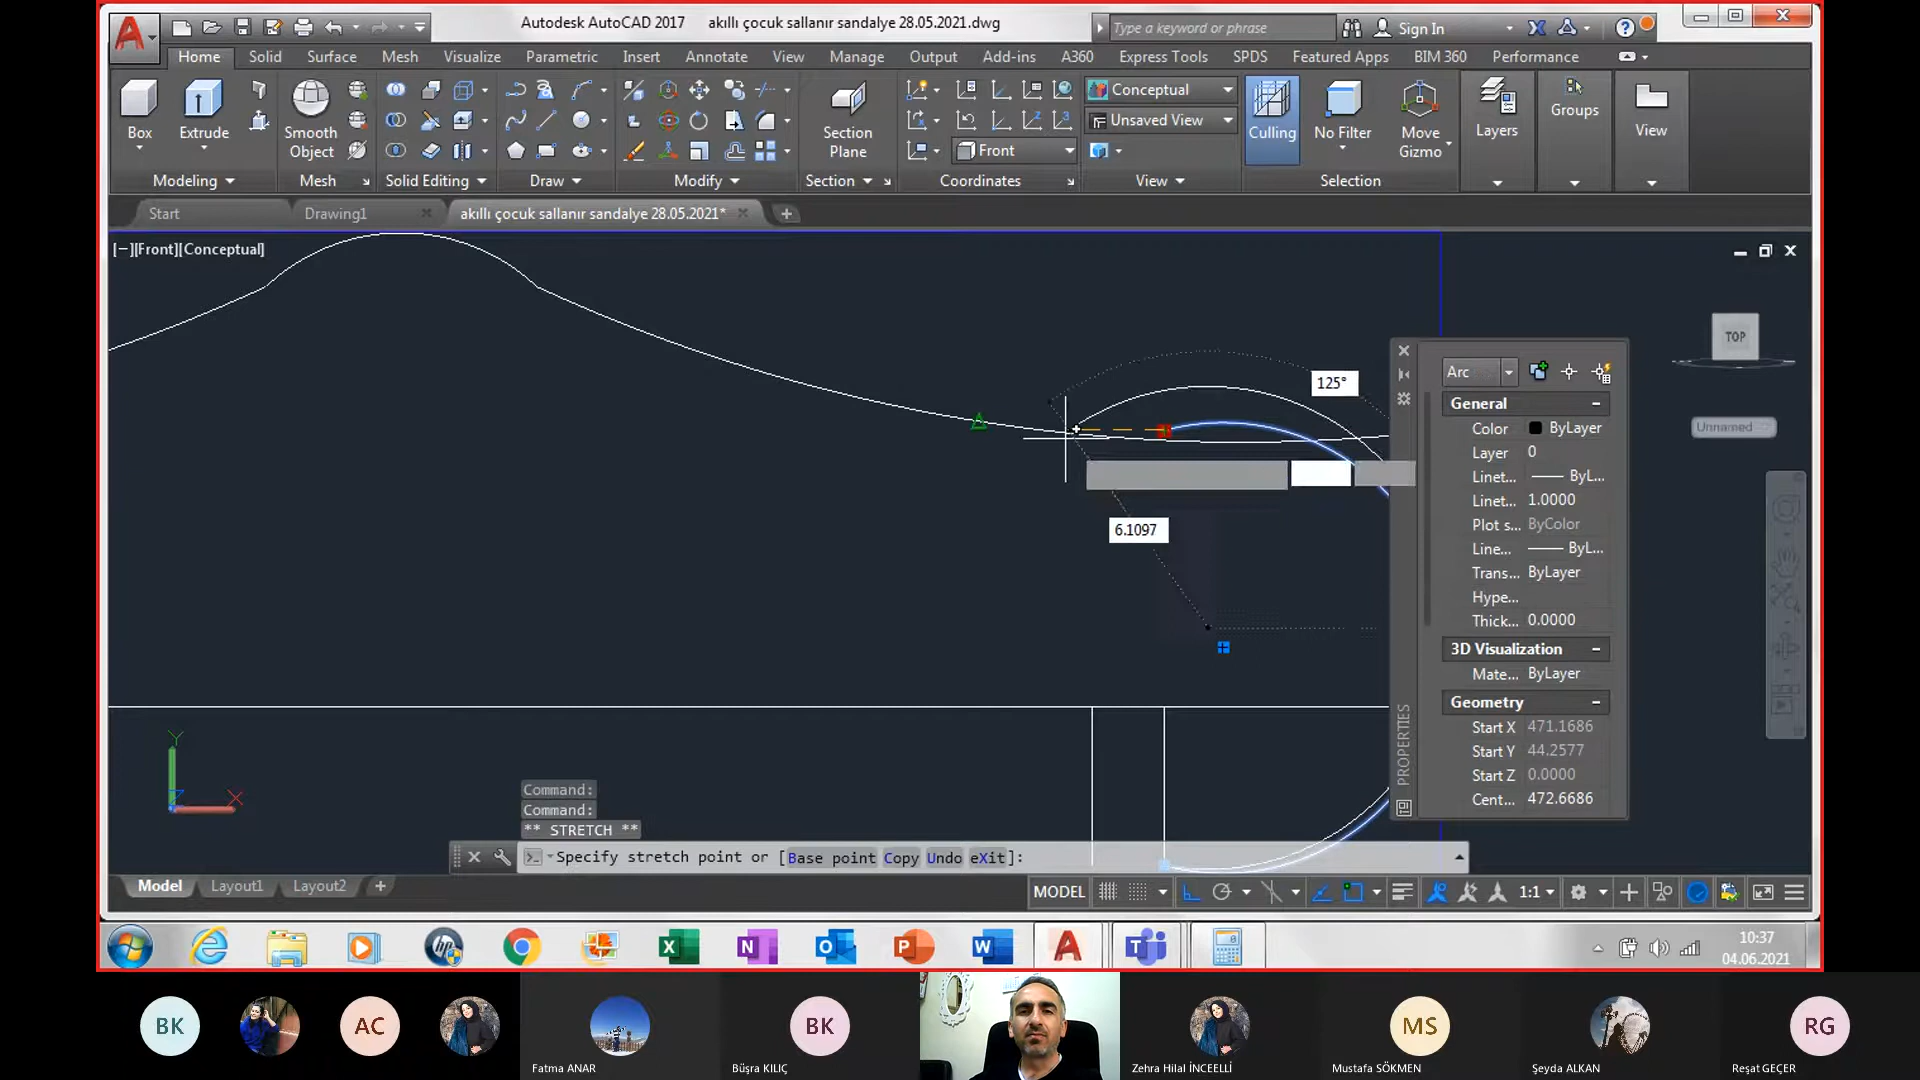 Autodesk AutoCAD 2017 akıllı çocuk sallanır sandalye 28.05.2021.dwg
Type a keyword or phrase
Sign In
Home Solid Surface Mesh Visualize Parametric Insert Annotate View Manage Output Add-ins A360 Express Tools SPDS Featured Apps BIM 360 Performance
Box
Extrude
Smooth Object
Section Plane
Conceptual
Unsaved View
Front
Culling
No Filter
Move Gizmo
Layers
Groups
View
Modeling Mesh Solid Editing Draw Modify Section Coordinates View Selection
Start Drawing1 akıllı çocuk sallanır sandalye 28.05.2021*
[−][Front][Conceptual]
TOP
Unnamed
125°
6.1097
Arc
General
Color ByLayer
Layer 0
Linet... ByL...
Linet... 1.0000
Plot s... ByColor
Line... ByL...
Trans... ByLayer
Hype...
Thick... 0.0000
3D Visualization
Mate... ByLayer
Geometry
Start X 471.1686
Start Y 44.2577
Start Z 0.0000
Cent... 472.6686
PROPERTIES
Y
X
Z
Command:
Command:
** STRETCH **
Specify stretch point or [Base point Copy Undo eXit]:
Model Layout1 Layout2
MODEL
1:1
10:37
04.06.2021
BK
AC
Fatma ANAR
BK
Büşra KILIÇ
Zehra Hilal İNCEELLİ
MS
Mustafa SÖKMEN
Şeyda ALKAN
RG
Reşat GEÇER